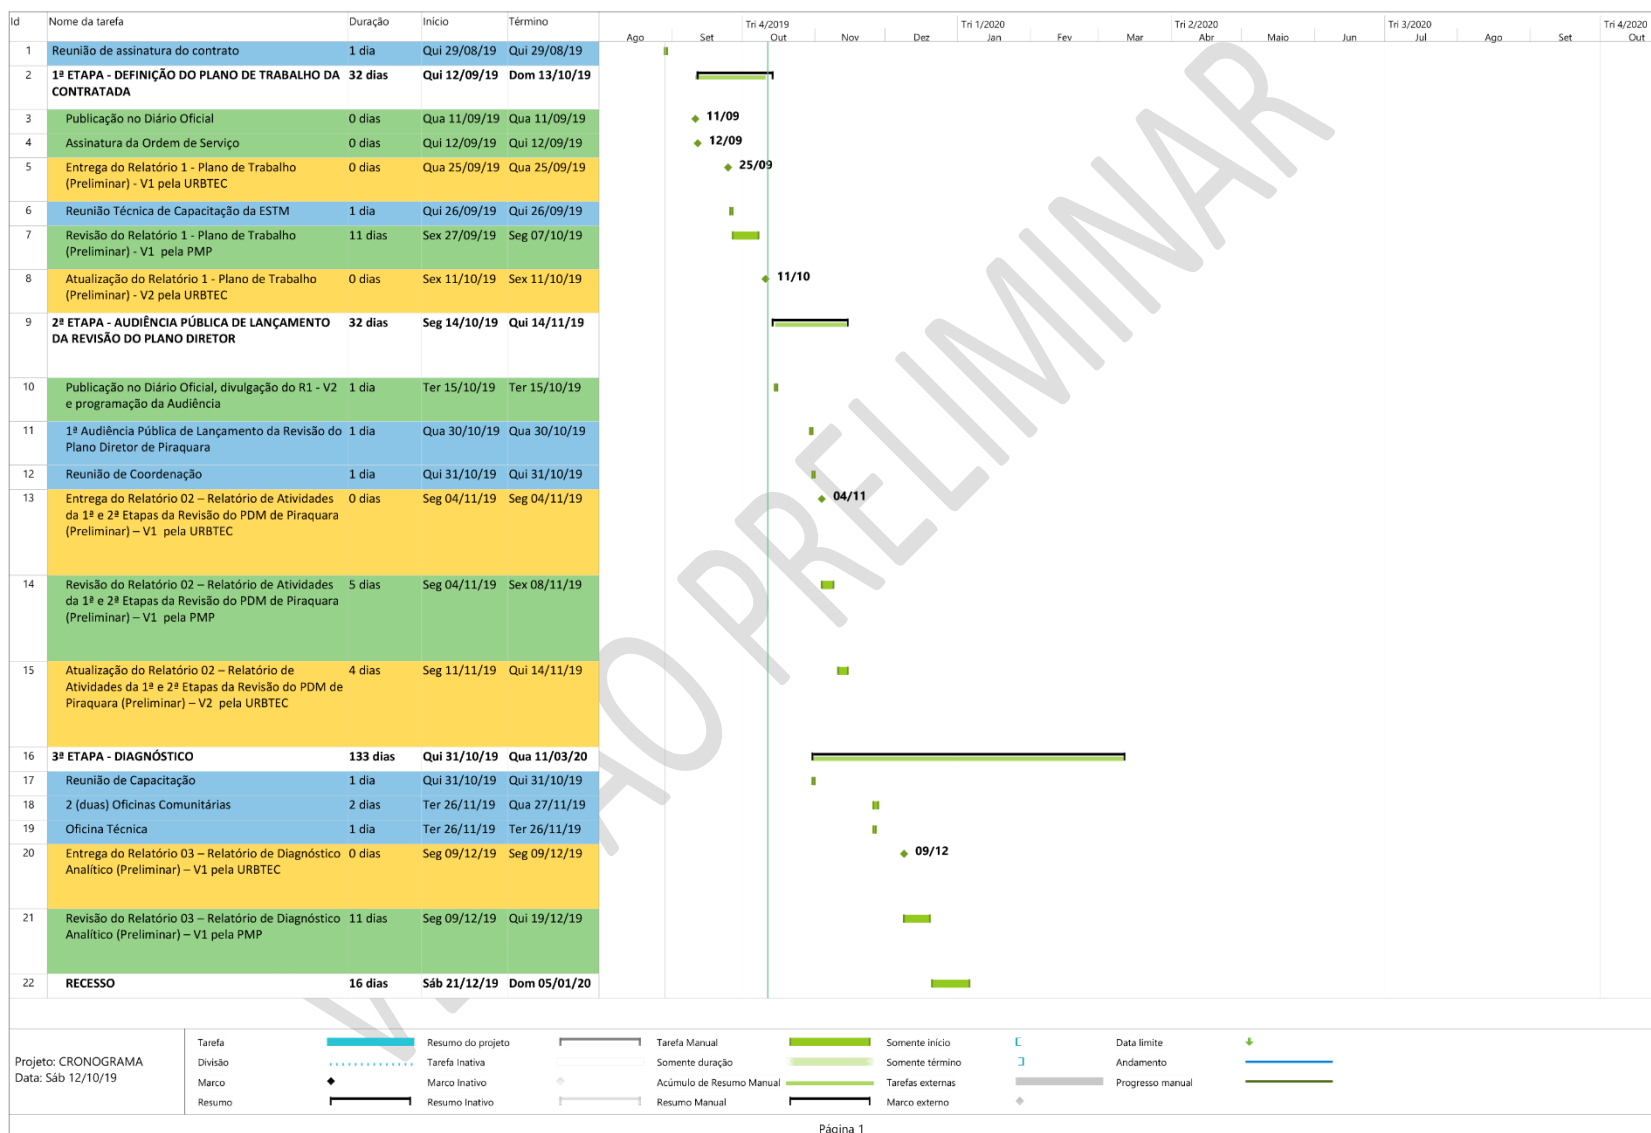 Id Nome da tarefa Duração Início Término
Tri 4/2019 Tri 1/2020 Tri 2/2020 Tri 3/2020 Tri 4/2020
Ago Set Out Nov Dez Jan Fev Mar Abr Maio Jun Jul Ago Set Out
1 Reunião de assinatura do contrato 1 dia Qui 29/08/19 Qui 29/08/19
2 1ª ETAPA - DEFINIÇÃO DO PLANO DE TRABALHO DA 32 dias Qui 12/09/19 Dom 13/10/19
CONTRATADA
3 Publicação no Diário Oficial 0 dias Qua 11/09/19 Qua 11/09/19 11/09
4 Assinatura da Ordem de Serviço 0 dias Qui 12/09/19 Qui 12/09/19 12/09
5 Entrega do Relatório 1 - Plano de Trabalho 0 dias Qua 25/09/19 Qua 25/09/19 25/09
(Preliminar) - V1 pela URBTEC
6 Reunião Técnica de Capacitação da ESTM 1 dia Qui 26/09/19 Qui 26/09/19
7 Revisão do Relatório 1 - Plano de Trabalho 11 dias Sex 27/09/19 Seg 07/10/19
(Preliminar) - V1 pela PMP
8 Atualização do Relatório 1 - Plano de Trabalho 0 dias Sex 11/10/19 Sex 11/10/19 11/10
(Preliminar) - V2 pela URBTEC
9 2ª ETAPA - AUDIÊNCIA PÚBLICA DE LANÇAMENTO 32 dias Seg 14/10/19 Qui 14/11/19
DA REVISÃO DO PLANO DIRETOR
10 Publicação no Diário Oficial, divulgação do R1 - V2 1 dia Ter 15/10/19 Ter 15/10/19
e programação da Audiência
11 1ª Audiência Pública de Lançamento da Revisão do 1 dia Qua 30/10/19 Qua 30/10/19
Plano Diretor de Piraquara
12 Reunião de Coordenação 1 dia Qui 31/10/19 Qui 31/10/19
13 Entrega do Relatório 02 – Relatório de Atividades 0 dias Seg 04/11/19 Seg 04/11/19 04/11
da 1ª e 2ª Etapas da Revisão do PDM de Piraquara
(Preliminar) – V1 pela URBTEC
14 Revisão do Relatório 02 – Relatório de Atividades 5 dias Seg 04/11/19 Sex 08/11/19
da 1ª e 2ª Etapas da Revisão do PDM de Piraquara
(Preliminar) – V1 pela PMP
15 Atualização do Relatório 02 – Relatório de 4 dias Seg 11/11/19 Qui 14/11/19
Atividades da 1ª e 2ª Etapas da Revisão do PDM de
Piraquara (Preliminar) – V2 pela URBTEC
16 3ª ETAPA - DIAGNÓSTICO 133 dias Qui 31/10/19 Qua 11/03/20
17 Reunião de Capacitação 1 dia Qui 31/10/19 Qui 31/10/19
18 2 (duas) Oficinas Comunitárias 2 dias Ter 26/11/19 Qua 27/11/19
19 Oficina Técnica 1 dia Ter 26/11/19 Ter 26/11/19
20 Entrega do Relatório 03 – Relatório de Diagnóstico 0 dias Seg 09/12/19 Seg 09/12/19 09/12
Analítico (Preliminar) – V1 pela URBTEC
21 Revisão do Relatório 03 – Relatório de Diagnóstico 11 dias Seg 09/12/19 Qui 19/12/19
Analítico (Preliminar) – V1 pela PMP
22 RECESSO 16 dias Sáb 21/12/19 Dom 05/01/20
PRELIMINAR
Projeto: CRONOGRAMA
Data: Sáb 12/10/19
Tarefa Resumo do projeto Tarefa Manual Somente início Data limite
Divisão Tarefa Inativa Somente duração Somente término Andamento
Marco Marco Inativo Acúmulo de Resumo Manual Tarefas externas Progresso manual
Resumo Resumo Inativo Resumo Manual Marco externo
Página 1